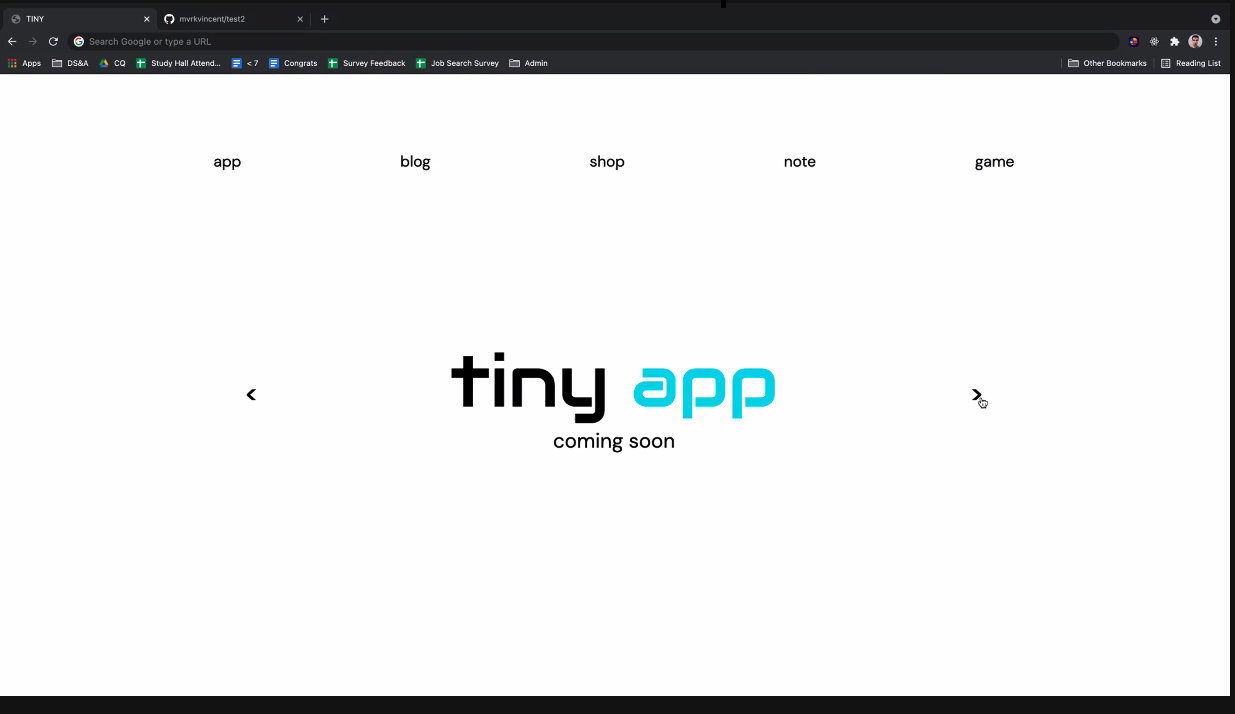 TINY
mvrkvincent/test2
Search Google or type a URL
Apps DS&A CQ Study Hall Attend... < 7 Congrats Survey Feedback Job Search Survey Admin Other Bookmarks Reading List
app blog shop note game
< tiny app >
coming soon